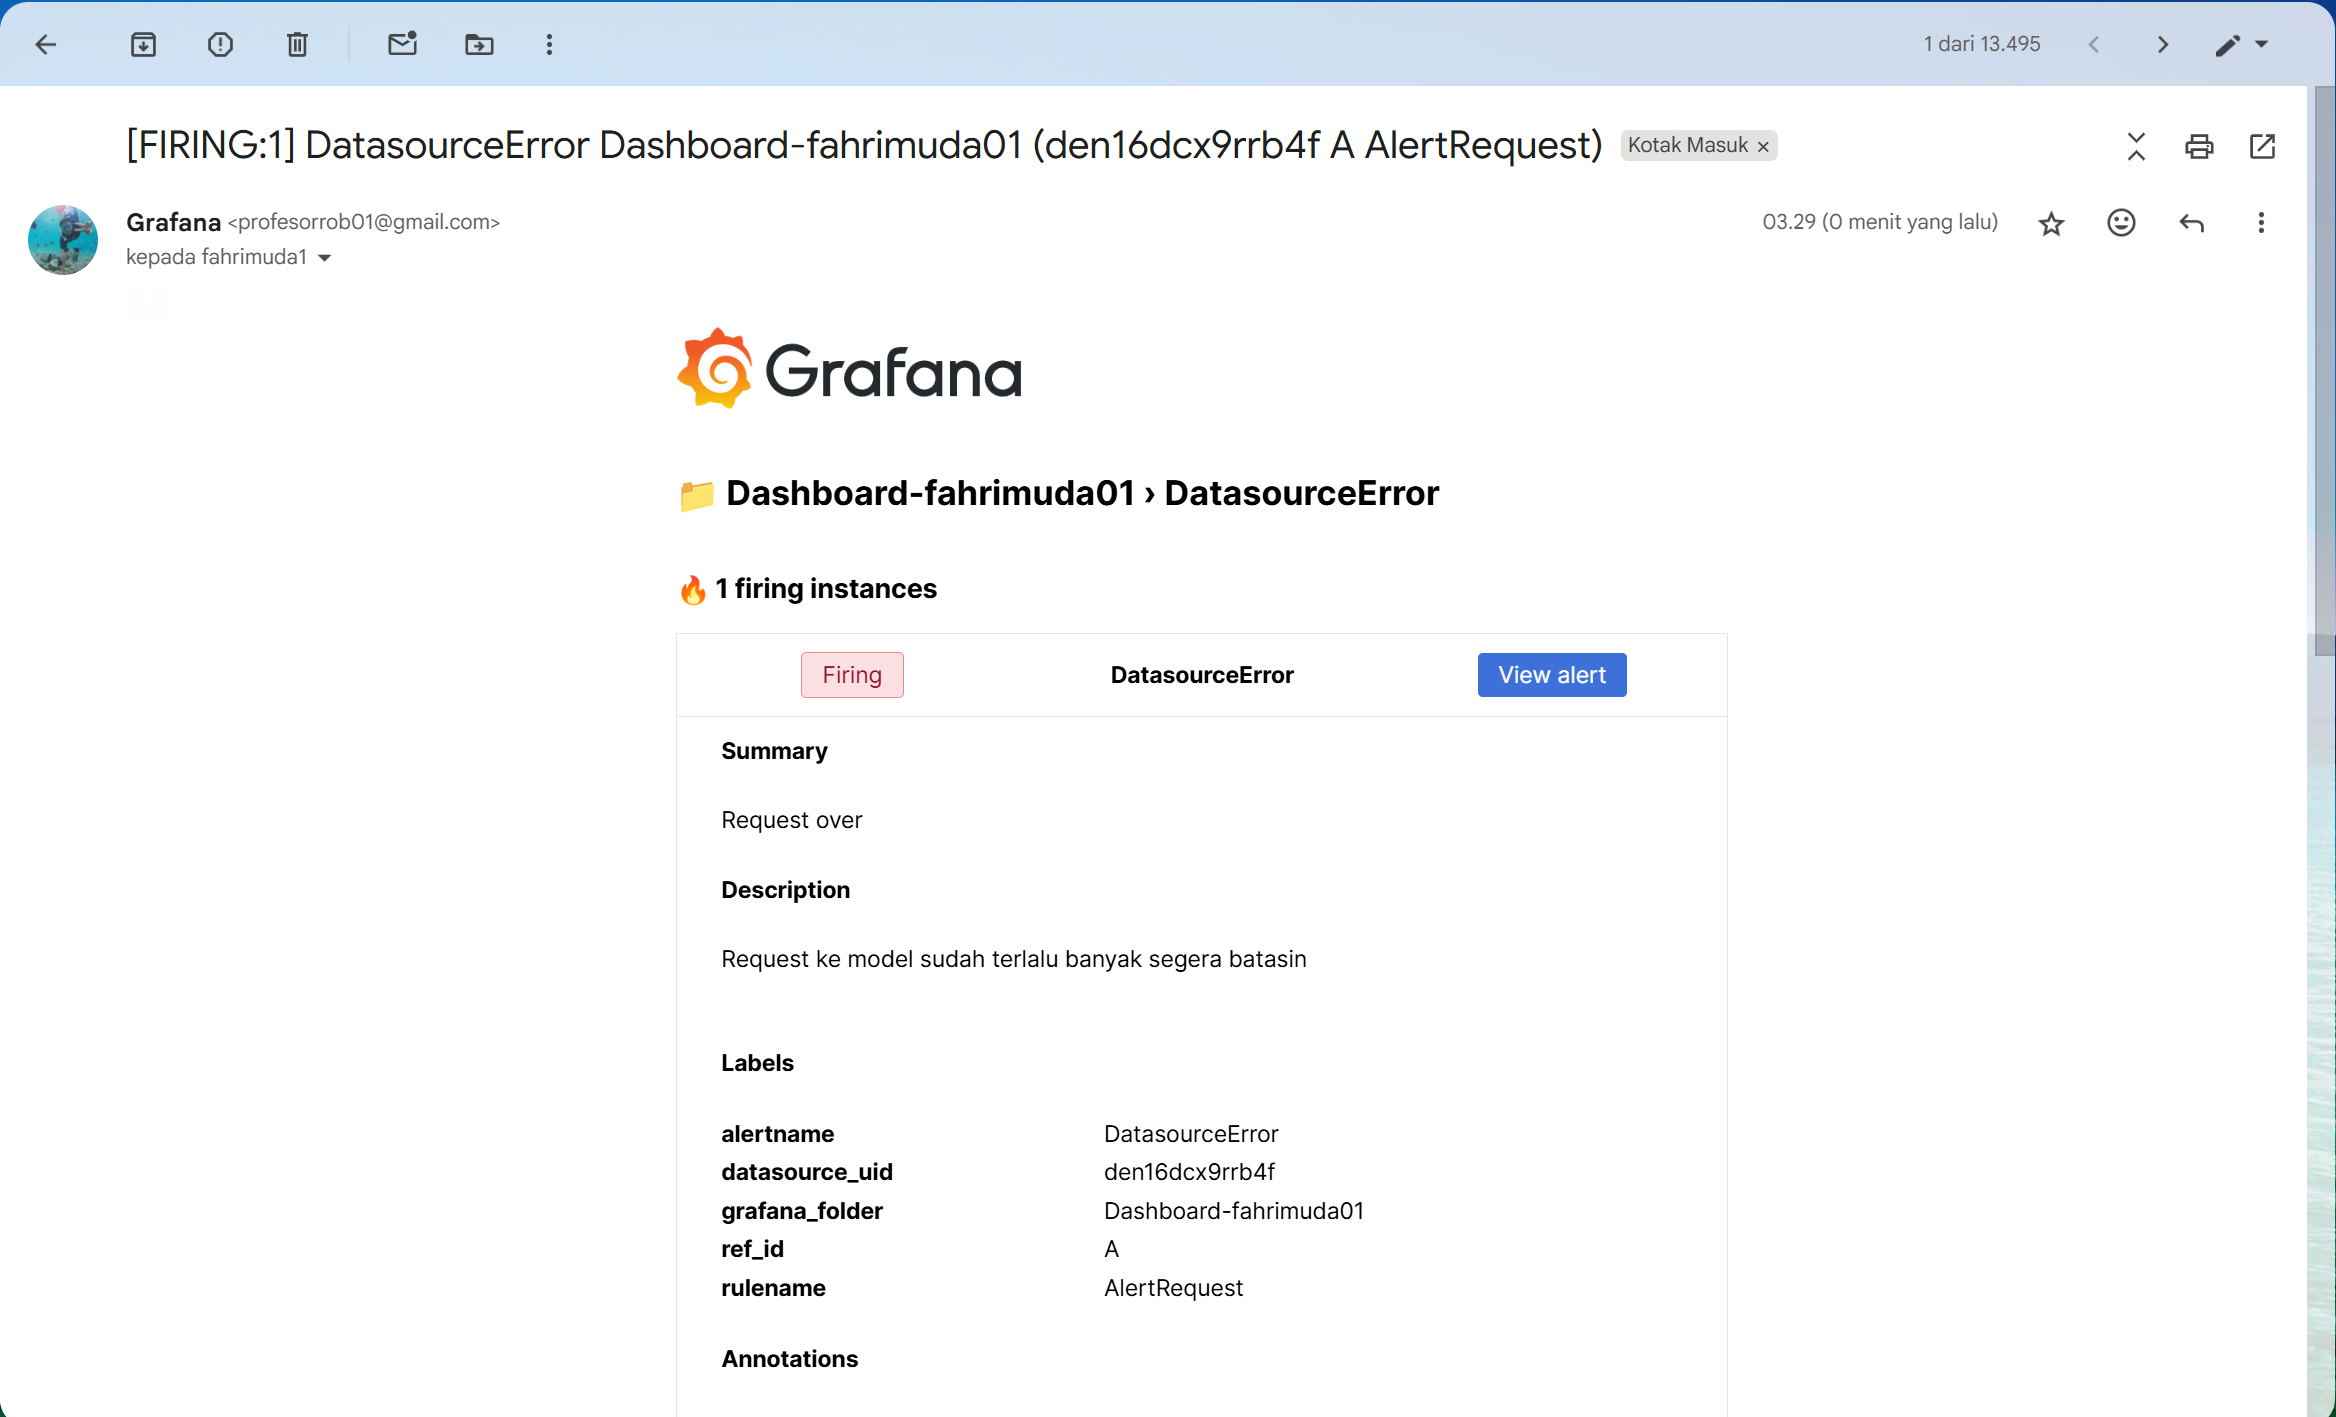 1 dari 13.495
[FIRING:1] DatasourceError Dashboard-fahrimuda01 (den16dcx9rrb4f A AlertRequest) Kotak Masuk ×
Grafana <profesorrob01@gmail.com> 03.29 (0 menit yang lalu)
kepada fahrimuda1
Grafana
Dashboard-fahrimuda01 › DatasourceError
1 firing instances
Firing DatasourceError View alert
Summary
Request over
Description
Request ke model sudah terlalu banyak segera batasin
Labels
alertname DatasourceError
datasource_uid den16dcx9rrb4f
grafana_folder Dashboard-fahrimuda01
ref_id A
rulename AlertRequest
Annotations